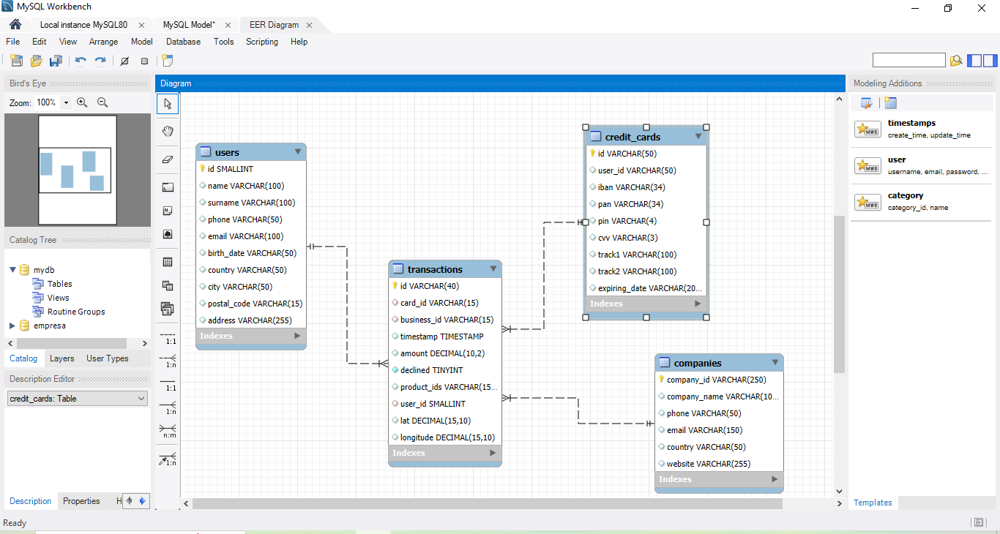 MySQL Workbench
Local instance MySQL80
MySQL Model*
EER Diagram
File Edit View Arrange Model Database Tools Scripting Help
Bird's Eye
Zoom: 100%
Catalog Tree
mydb
Tables
Views
Routine Groups
empresa
Catalog Layers User Types
Description Editor
credit_cards: Table
Description Properties H
Ready
Diagram
1:1
1:n
1:1
1:n
n:m
1:n
users
id SMALLINT
name VARCHAR(100)
surname VARCHAR(100)
phone VARCHAR(50)
email VARCHAR(100)
birth_date VARCHAR(50)
country VARCHAR(50)
city VARCHAR(50)
postal_code VARCHAR(15)
address VARCHAR(255)
Indexes
transactions
id VARCHAR(40)
card_id VARCHAR(15)
business_id VARCHAR(15)
timestamp TIMESTAMP
amount DECIMAL(10,2)
declined TINYINT
product_ids VARCHAR(15...
user_id SMALLINT
lat DECIMAL(15,10)
longitude DECIMAL(15,10)
Indexes
credit_cards
id VARCHAR(50)
user_id VARCHAR(50)
iban VARCHAR(34)
pan VARCHAR(34)
pin VARCHAR(4)
cvv VARCHAR(3)
track1 VARCHAR(100)
track2 VARCHAR(100)
expiring_date VARCHAR(20...
Indexes
companies
company_id VARCHAR(250)
company_name VARCHAR(10...
phone VARCHAR(50)
email VARCHAR(150)
country VARCHAR(50)
website VARCHAR(255)
Indexes
Modeling Additions
MWB
timestamps
create_time, update_time
MWB
user
username, email, password, ...
MWB
category
category_id, name
Templates